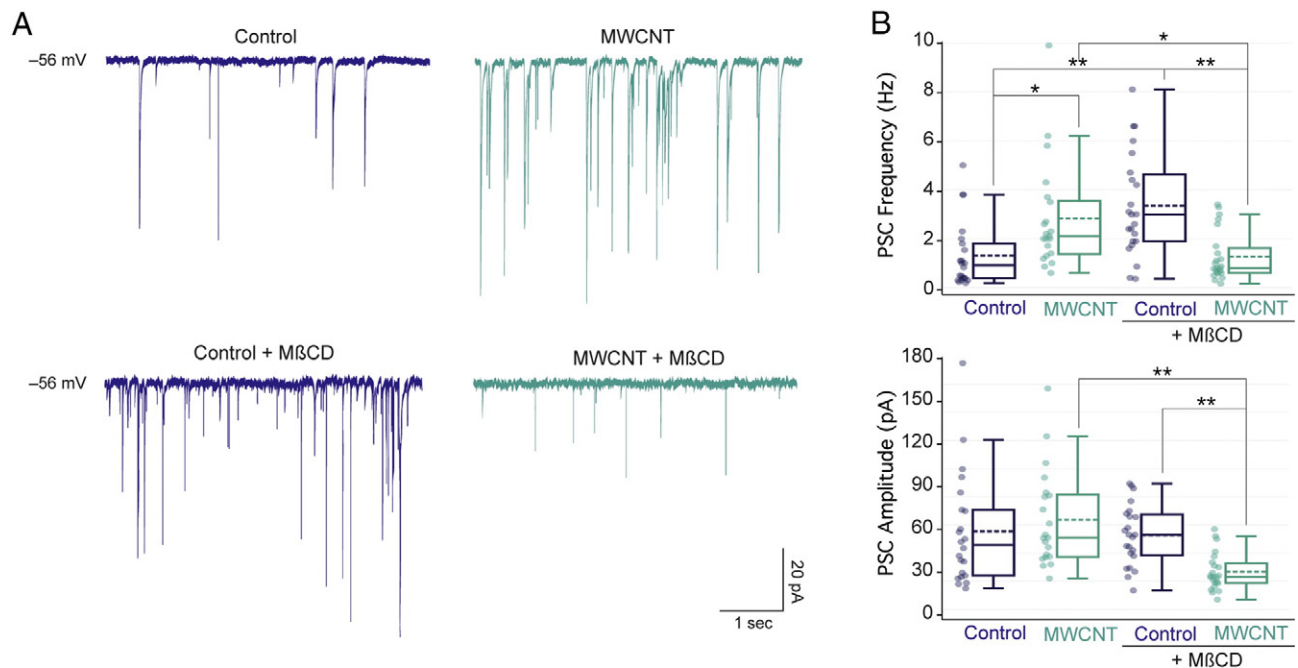 A
Control
MWCNT
–56 mV
Control + MßCD
MWCNT + MßCD
–56 mV
20 pA
1 sec
B
PSC Frequency (Hz)
10
8
6
4
2
0
*
**
**
*
Control
MWCNT
Control
MWCNT
+ MßCD
PSC Amplitude (pA)
180
150
120
90
60
30
0
**
**
Control
MWCNT
Control
MWCNT
+ MßCD